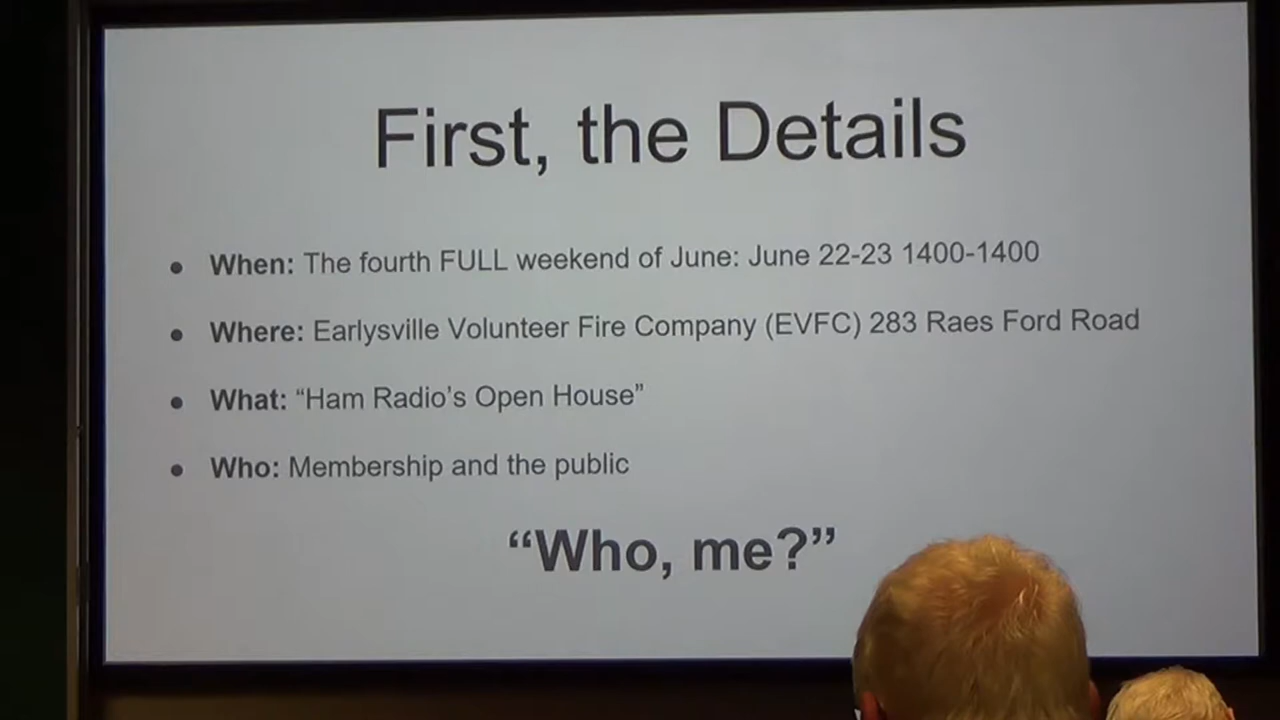 First, the Details
● When: The fourth FULL weekend of June: June 22-23 1400-1400
● Where: Earlysville Volunteer Fire Company (EVFC) 283 Raes Ford Road
● What: “Ham Radio’s Open House”
● Who: Membership and the public
“Who, me?”